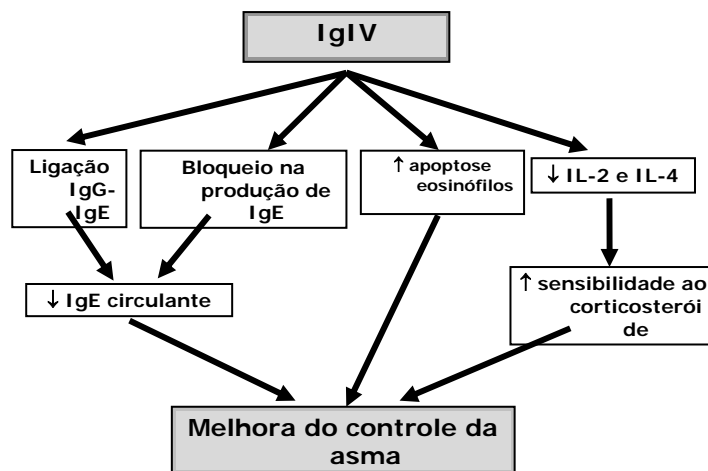 IgIV
Ligação
IgG-
IgE
Bloqueio na
produção de
IgE
↑ apoptose
eosinófilos
↓ IL-2 e IL-4
↓ IgE circulante
↑ sensibilidade ao
corticosterói
de
Melhora do controle da
asma